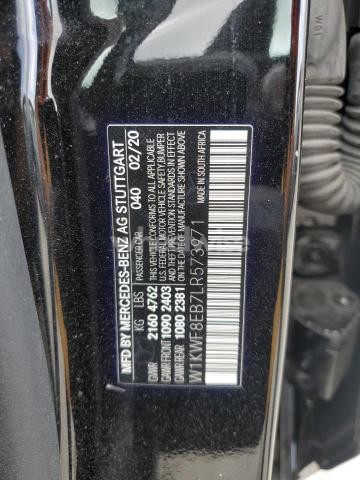 MFD BY MERCEDES-BENZ AG STUTTGART
PASSENGER CAR 040 02/20
KG LBS THIS VEHICLE CONFORMS TO ALL APPLICABLE
GVWR 2160 4762 FEDERAL MOTOR VEHICLE SAFETY,BUMPER
GAWR FRONT 1090 2403 AND THEFT PREVENTION STANDARDS IN EFFECT
GAWR REAR 1080 2381 ON THE DATE OF MANUFACTURE SHOWN ABOVE
W1KWF8EB7LR573971
MADE IN SOUTH AFRICA
W61